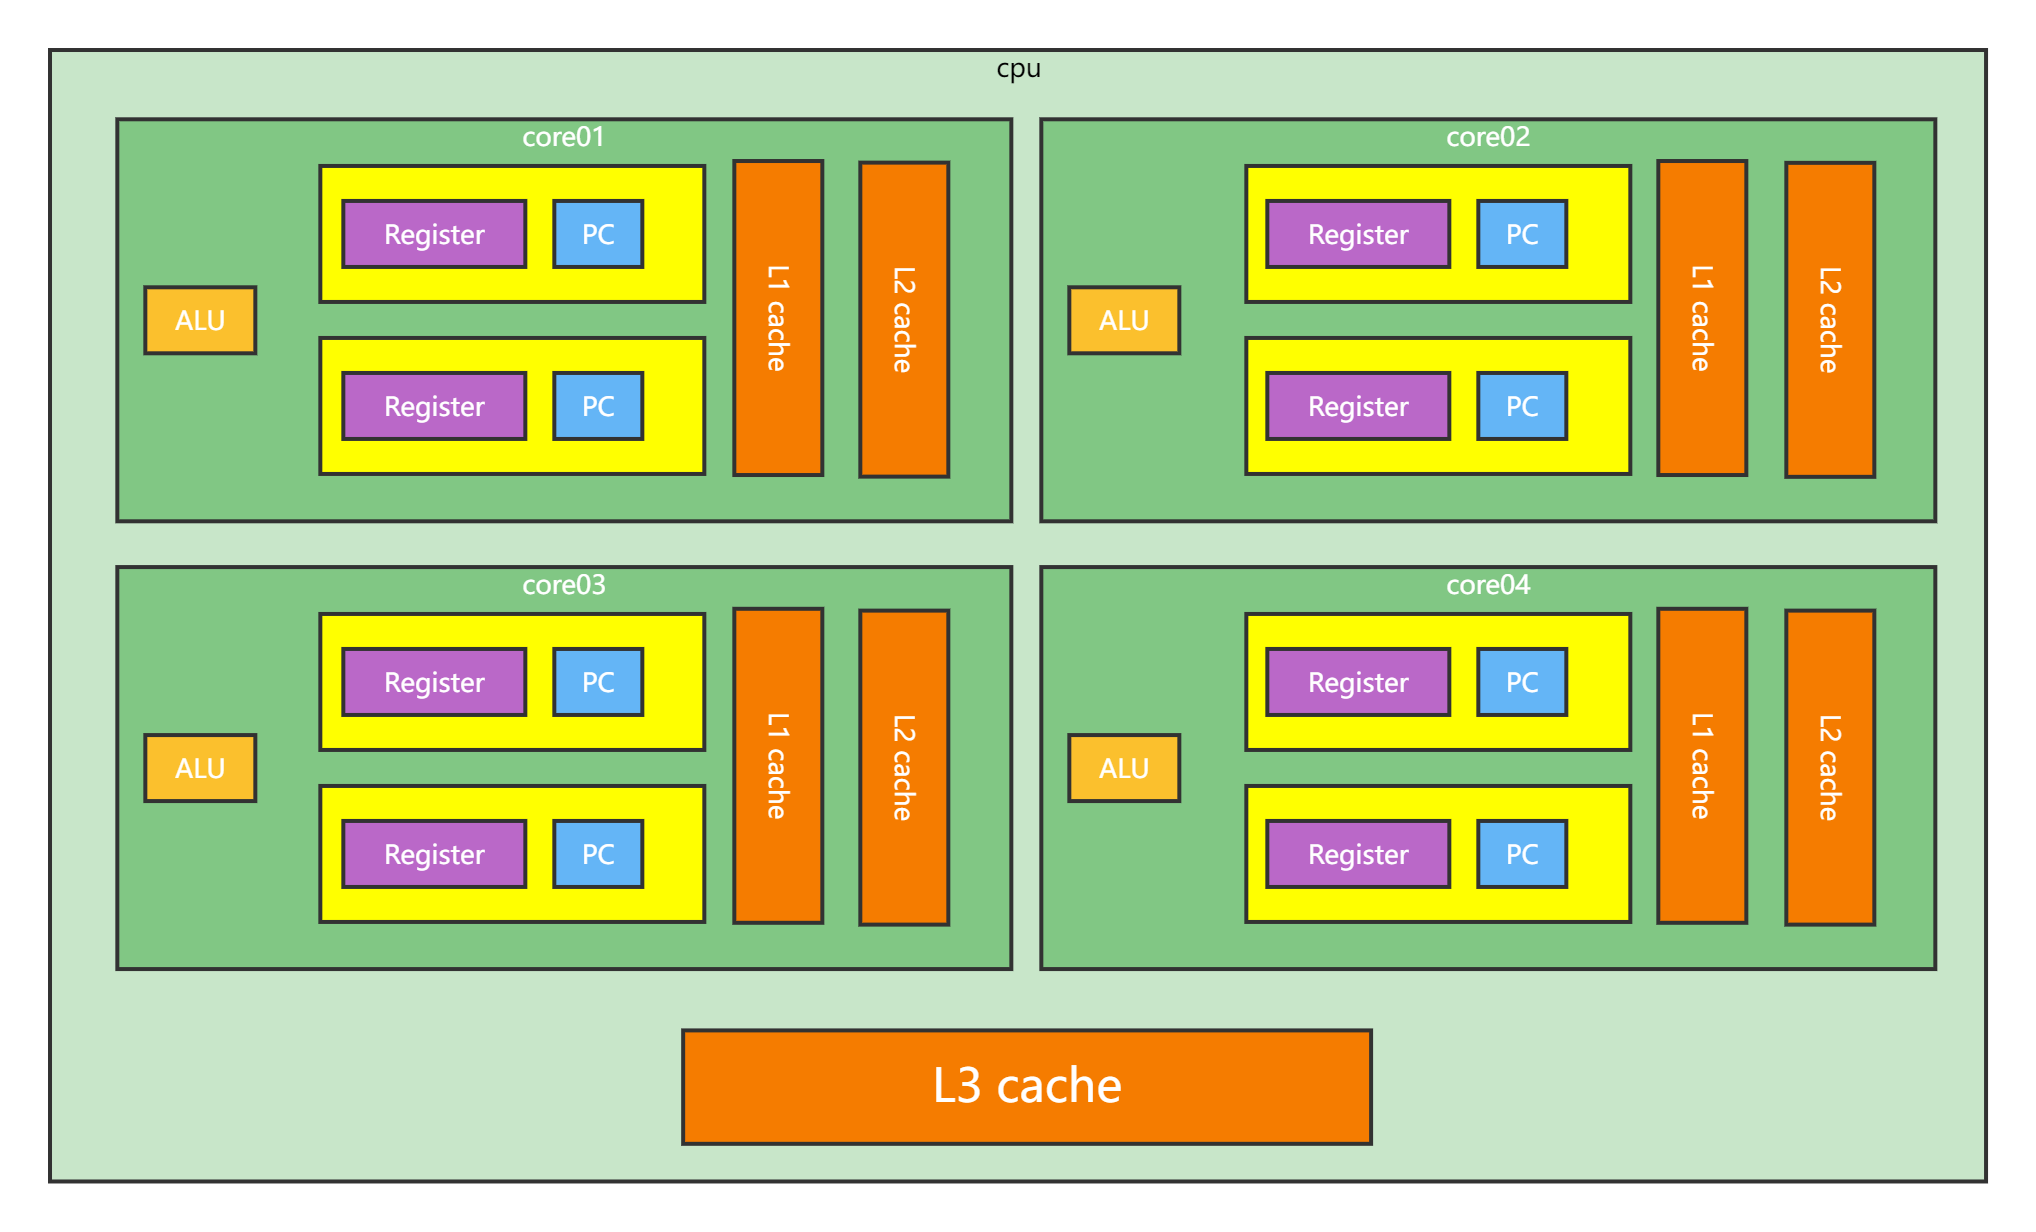 cpu
core01
Register
PC
ALU
Register
PC
L1 cache
L2 cache
core02
Register
PC
ALU
Register
PC
L1 cache
L2 cache
core03
Register
PC
ALU
Register
PC
L1 cache
L2 cache
core04
Register
PC
ALU
Register
PC
L1 cache
L2 cache
L3 cache